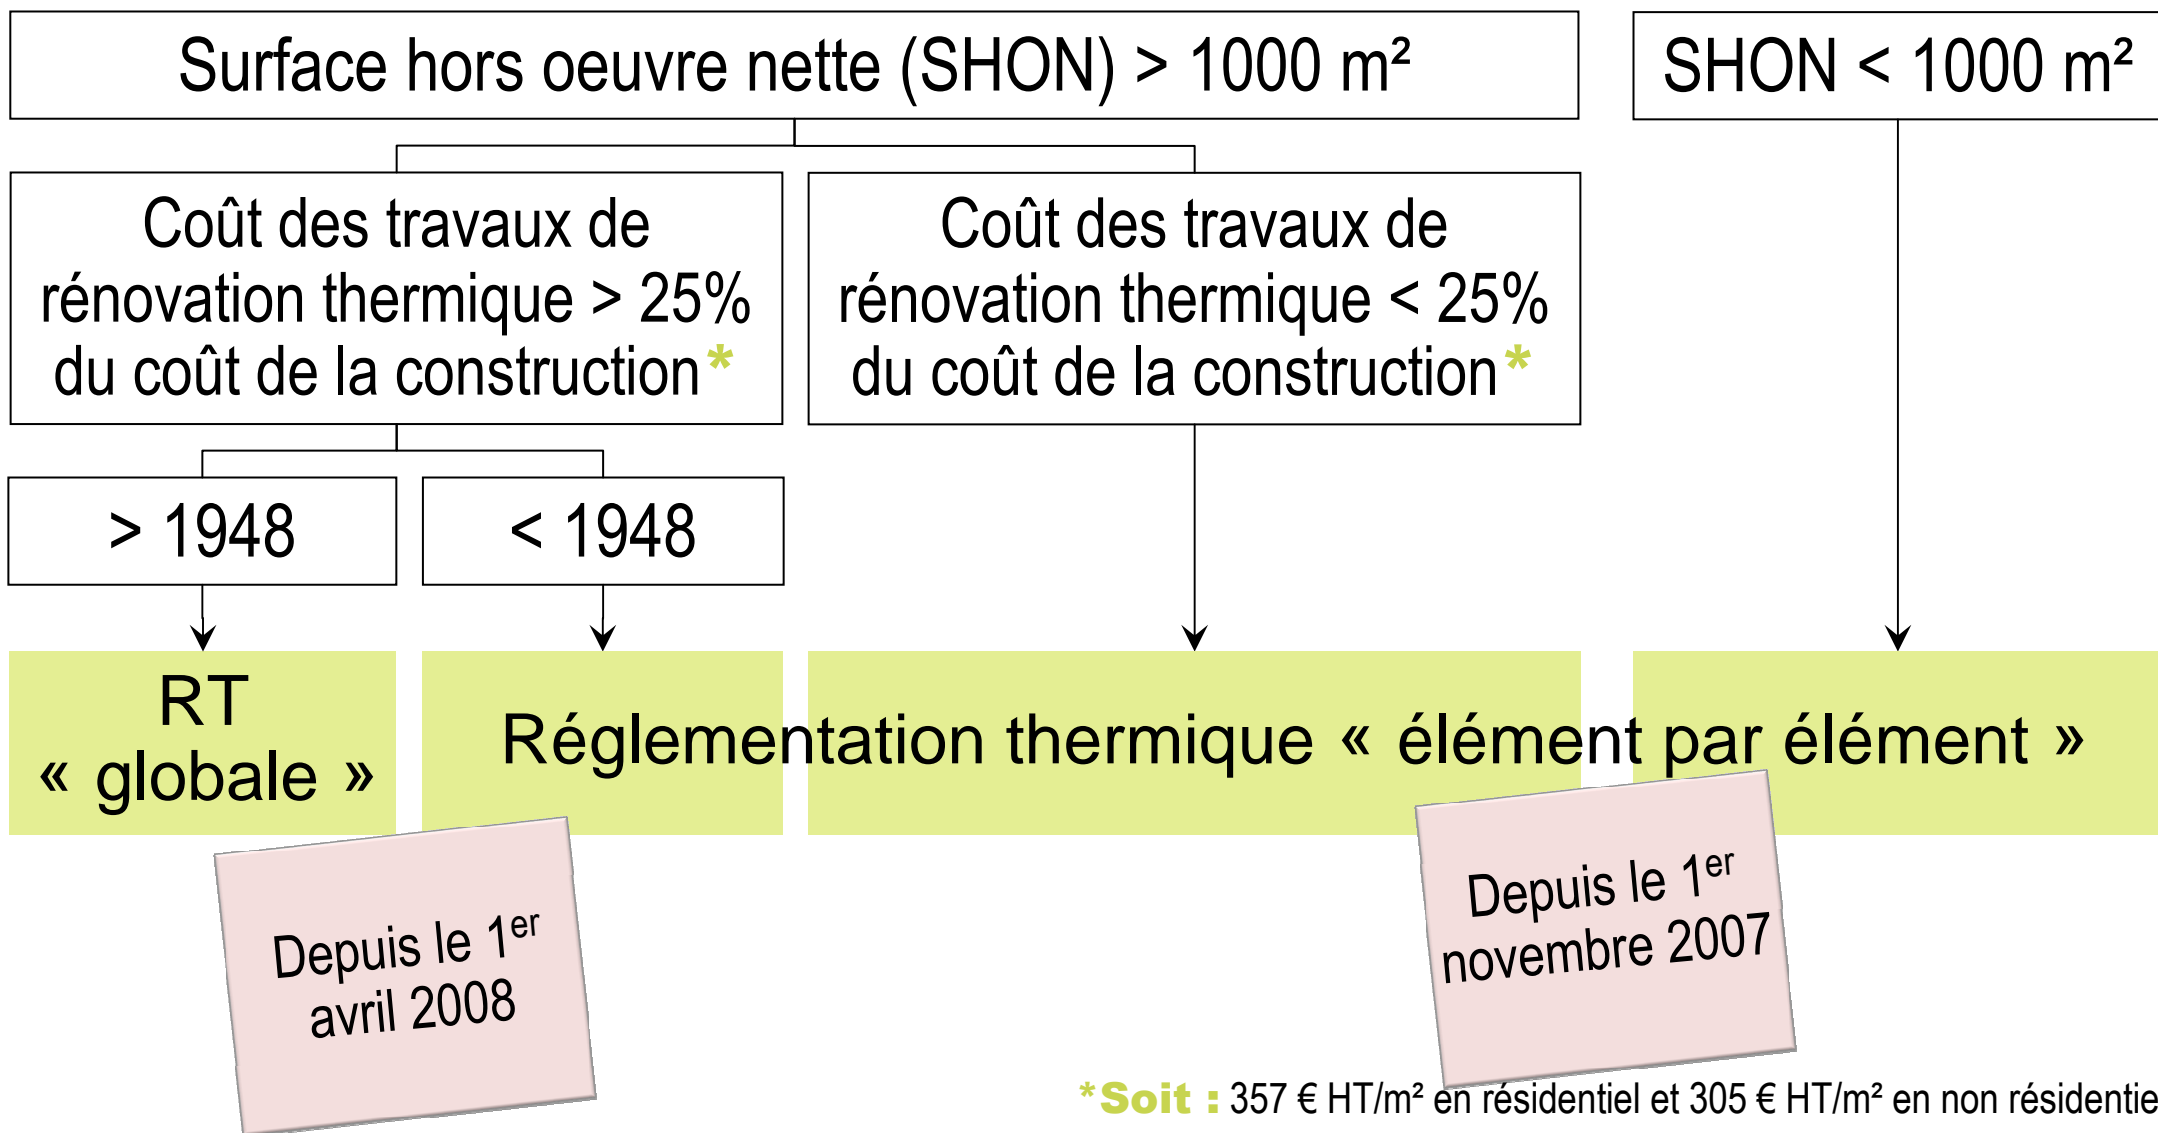 Surface hors oeuvre nette (SHON) > 1000 m²
SHON < 1000 m²
Coût des travaux de
rénovation thermique > 25%
du coût de la construction*
Coût des travaux de
rénovation thermique < 25%
du coût de la construction*
> 1948
< 1948
RT
« globale »
Réglementation thermique « élément par élément »
Depuis le 1er
avril 2008
Depuis le 1er
novembre 2007
*Soit : 357 € HT/m² en résidentiel et 305 € HT/m² en non résidentie